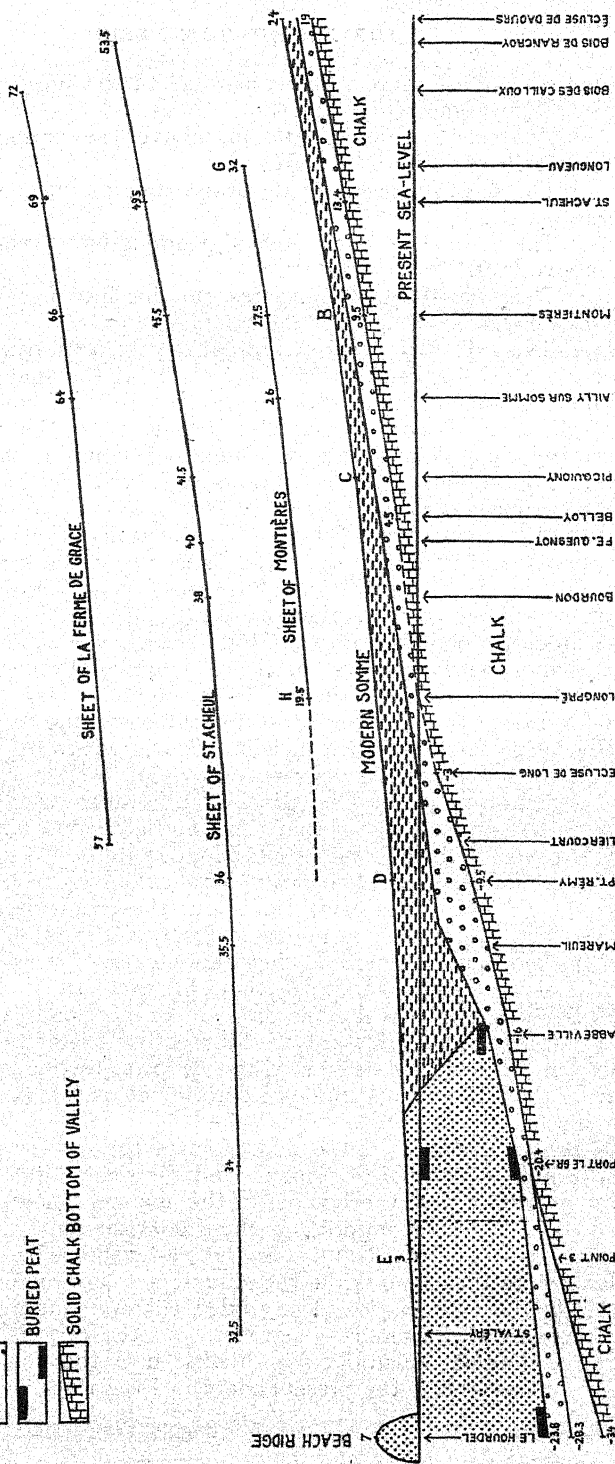 BURIED PEAT
SOLID CHALK BOTTOM OF VALLEY
57
SHEET OF LA FERME DE GRACE
64
66
69
72
32.5
34
35.5
36
SHEET OF ST. ACHEUL
38
40
41.5
45.5
49.5
53.5
H
19.5
SHEET OF MONTIÈRES
26
27.5
G
32
BEACH RIDGE
7
E
3
D
MODERN SOMME
C
B
24
19
-23.8
-28.3
-34
-20.4
-16
-9.5
4.5
9.5
13.4
CHALK
CHALK
CHALK
PRESENT SEA-LEVEL
LE HOURDEL
ST VALÉRY
POINT 3
PORT LE GR.
ABBEVILLE
MAREUIL
PT. RÉMY
LIERCOURT
ECLUSE DE LONG
LONGPRÉ
BOURDON
FE. QUESNOT
BELLOY
PICQUIGNY
AILLY SUR SOMME
MONTIÈRES
ST. ACHEUL
LONGUEAU
BOIS DES CAILLOUX
BOIS DE RANCROY
ÉCLUSE DE DAOURS